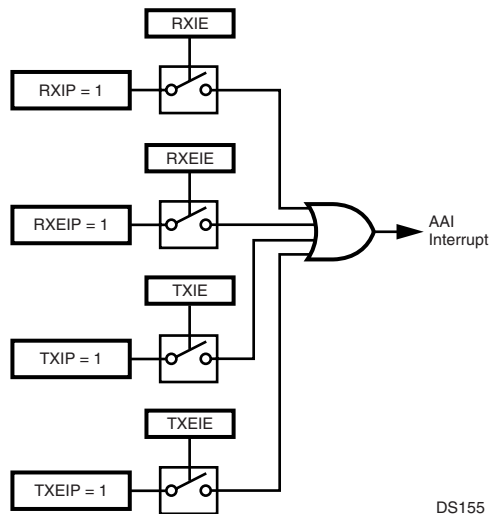 RXIE
RXIP = 1
RXEIE
RXEIP = 1
AAI
Interrupt
TXIE
TXIP = 1
TXEIE
TXEIP = 1
DS155